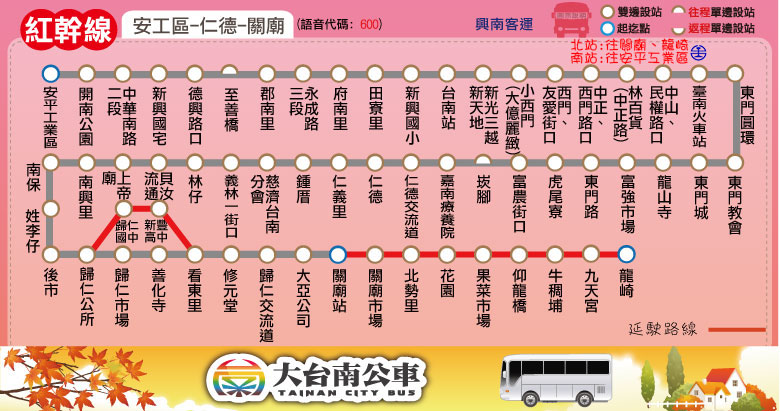 紅幹線
安工區-仁德-關廟
(語音代碼: 600)
興南客運
雙邊設站
往程單邊設站
起迄點
返程單邊設站
北站:往關廟、龍崎
南站:往安平工業區
安平工業區
開南公園
中華南路二段
新興國宅
德興路口
至善橋
郡南里
永成路三段
府南里
田寮里
新興國小
台南站
新光三越新天地
小西門(大億麗緻)
西門、友愛街口
中正、西門路口
林百貨(中正路)
中山、民權路口
臺南火車站
東門圓環
南保
南興里
上帝廟
貝汝流通
林仔
義林一街口
慈濟台南分會
鍾厝
仁義里
仁德
仁德交流道
嘉南療養院
崁腳
富農街口
虎尾寮
東門路
富強市場
龍山寺
東門城
東門教會
姓李仔
歸仁國中
新豐高中
後市
歸仁公所
歸仁市場
善化寺
看東里
修元堂
歸仁交流道
大亞公司
關廟站
關廟市場
北勢里
花園
果菜市場
仰龍橋
牛稠埔
九天宮
龍崎
延駛路線
大台南公車
TAINAN CITY BUS